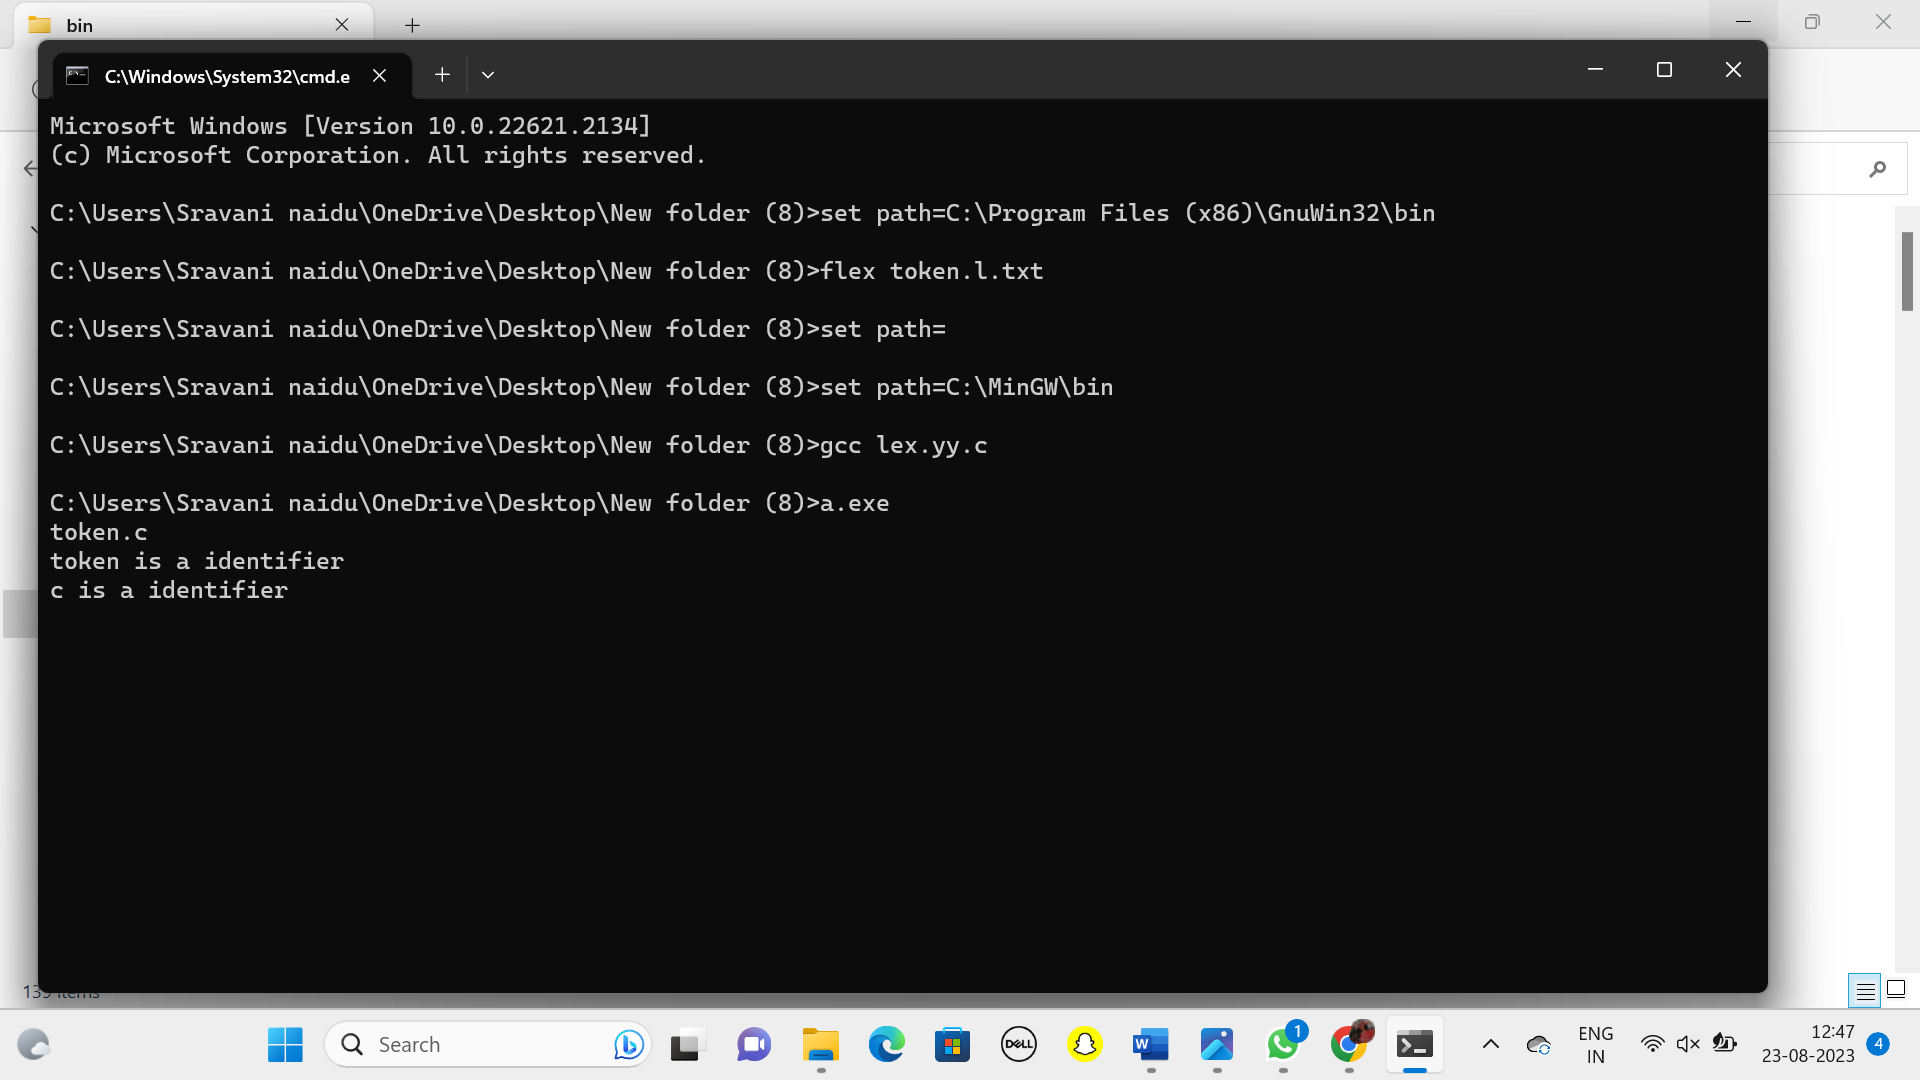 bin
C:\Windows\System32\cmd.e
Microsoft Windows [Version 10.0.22621.2134]
(c) Microsoft Corporation. All rights reserved.
C:\Users\Sravani naidu\OneDrive\Desktop\New folder (8)>set path=C:\Program Files (x86)\GnuWin32\bin
C:\Users\Sravani naidu\OneDrive\Desktop\New folder (8)>flex token.l.txt
C:\Users\Sravani naidu\OneDrive\Desktop\New folder (8)>set path=
C:\Users\Sravani naidu\OneDrive\Desktop\New folder (8)>set path=C:\MinGW\bin
C:\Users\Sravani naidu\OneDrive\Desktop\New folder (8)>gcc lex.yy.c
C:\Users\Sravani naidu\OneDrive\Desktop\New folder (8)>a.exe
token.c
token is a identifier
c is a identifier
items
Search
DELL
W
1
ENG
IN
12:47
23-08-2023
4